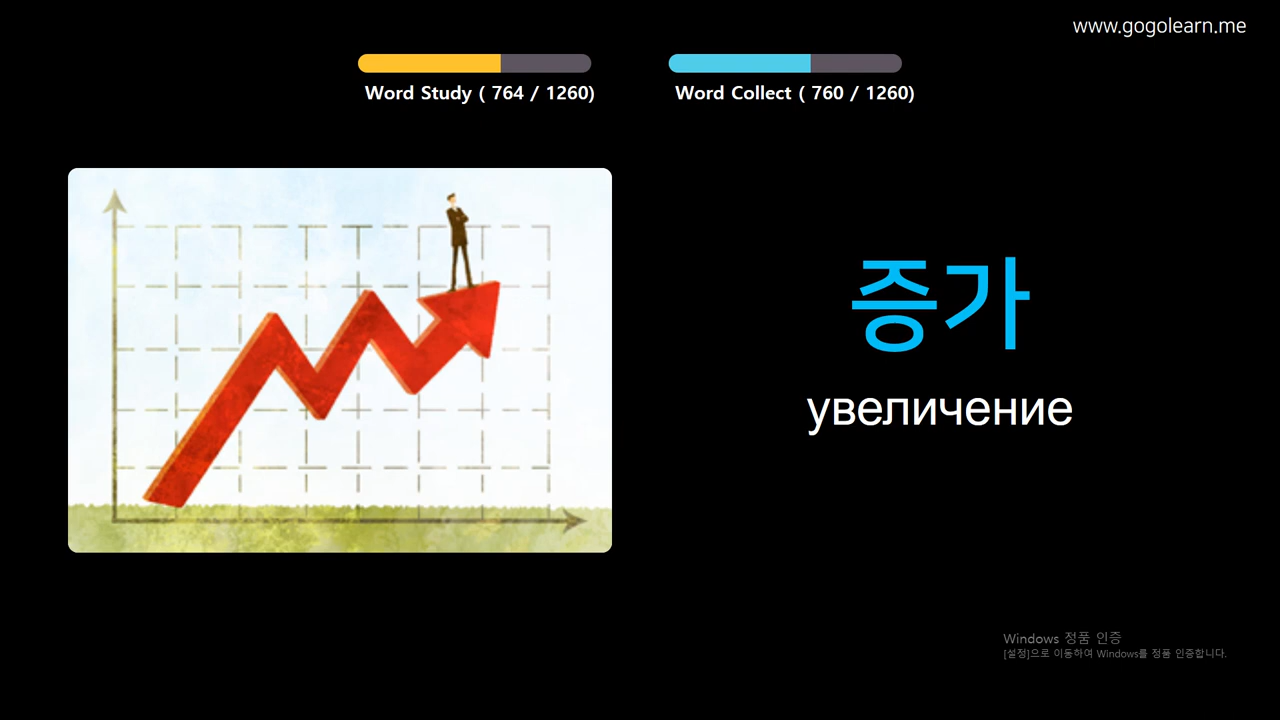 www.gogolearn.me
Word Study ( 764 / 1260)
Word Collect ( 760 / 1260)
증가
увеличение
Windows 정품 인증
[설정]으로 이동하여 Windows를 정품 인증합니다.